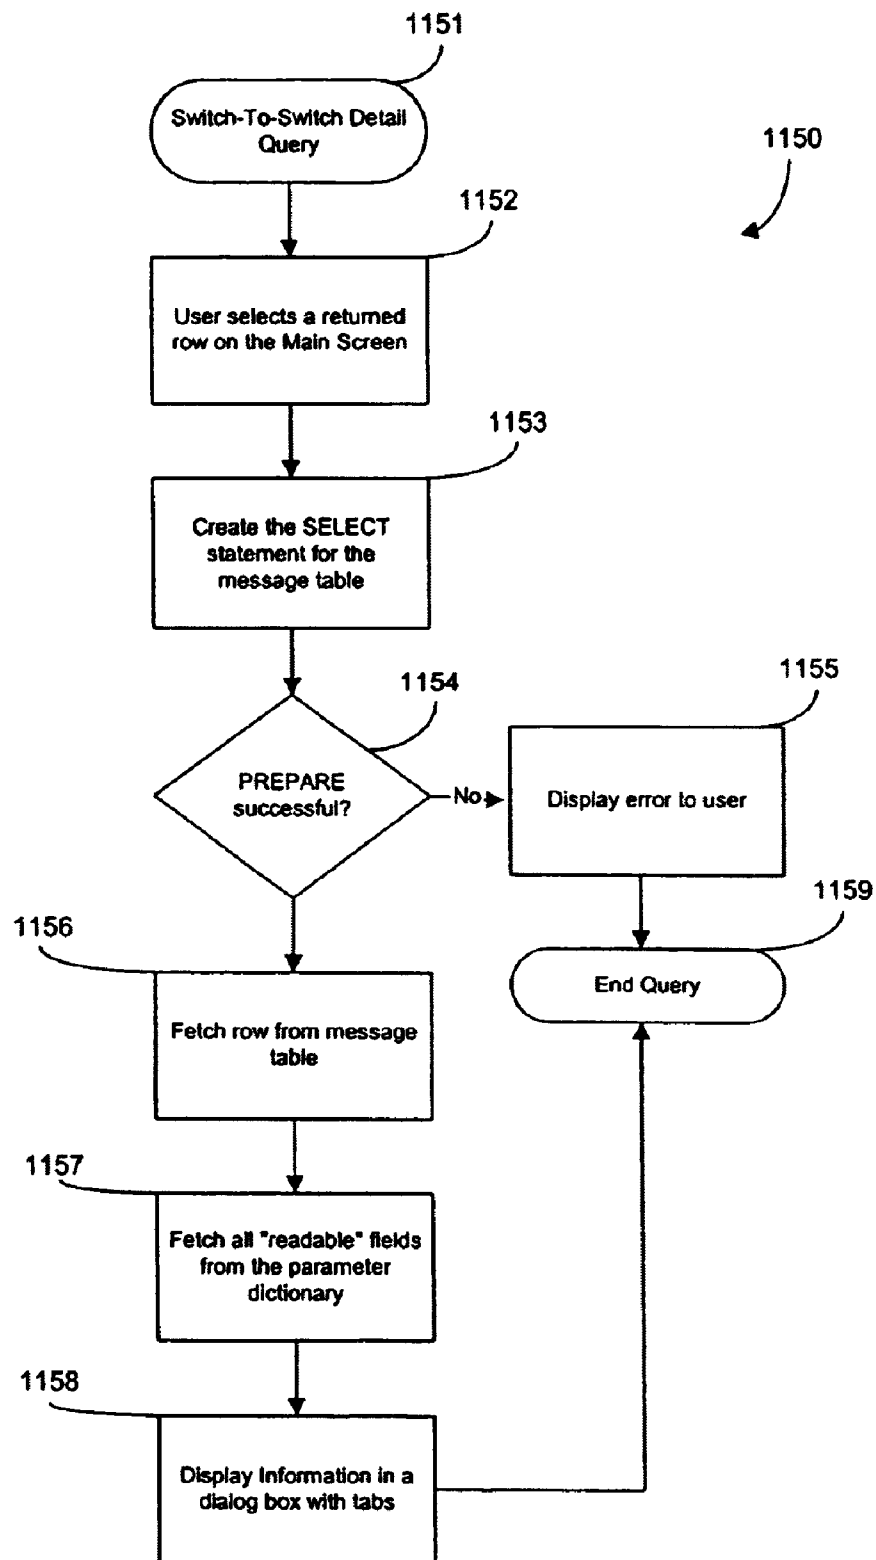 1151
Switch-To-Switch Detail
Query
1150
1152
User selects a returned
row on the Main Screen
1153
Create the SELECT
statement for the
message table
1154
PREPARE
successful?
No
1155
Display error to user
1159
End Query
1156
Fetch row from message
table
1157
Fetch all "readable" fields
from the parameter
dictionary
1158
Display Information in a
dialog box with tabs